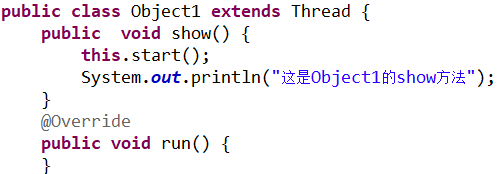 public class Object1 extends Thread {
    public  void show() {
        this.start();
        System.out.println("这是Object1的show方法");
    }
    @Override
    public void run() {
    }